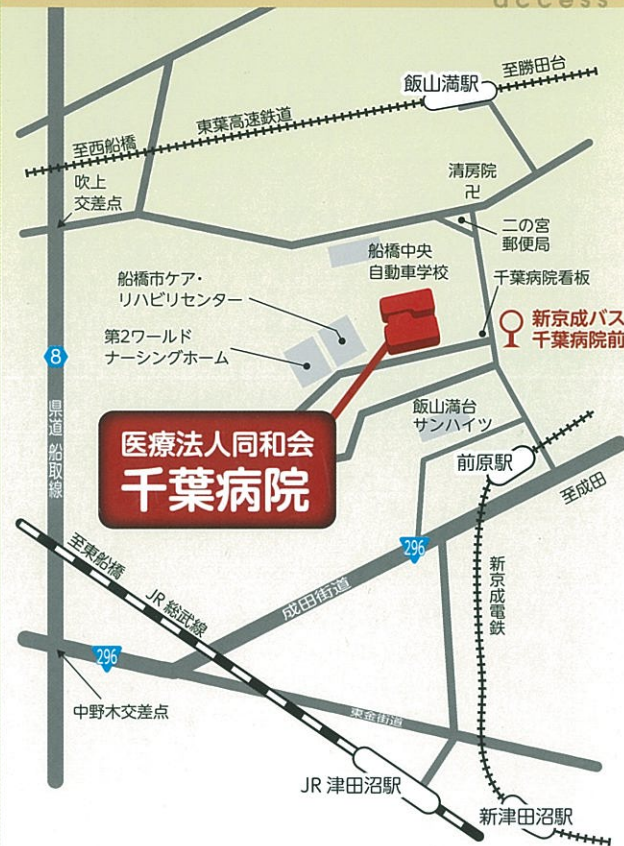 access
飯山満駅
至勝田台
東葉高速鉄道
至西船橋
吹上
交差点
清房院
卍
二の宮
郵便局
船橋中央
自動車学校
千葉病院看板
船橋市ケア・
リハビリセンター
新京成バス
千葉病院前
第2ワールド
ナーシングホーム
8
県道 船取線
飯山満台
サンハイツ
医療法人同和会
千葉病院
前原駅
至成田
296
至東船橋
JR 総武線
成田街道
新京成電鉄
296
中野木交差点
東金街道
JR 津田沼駅
新津田沼駅